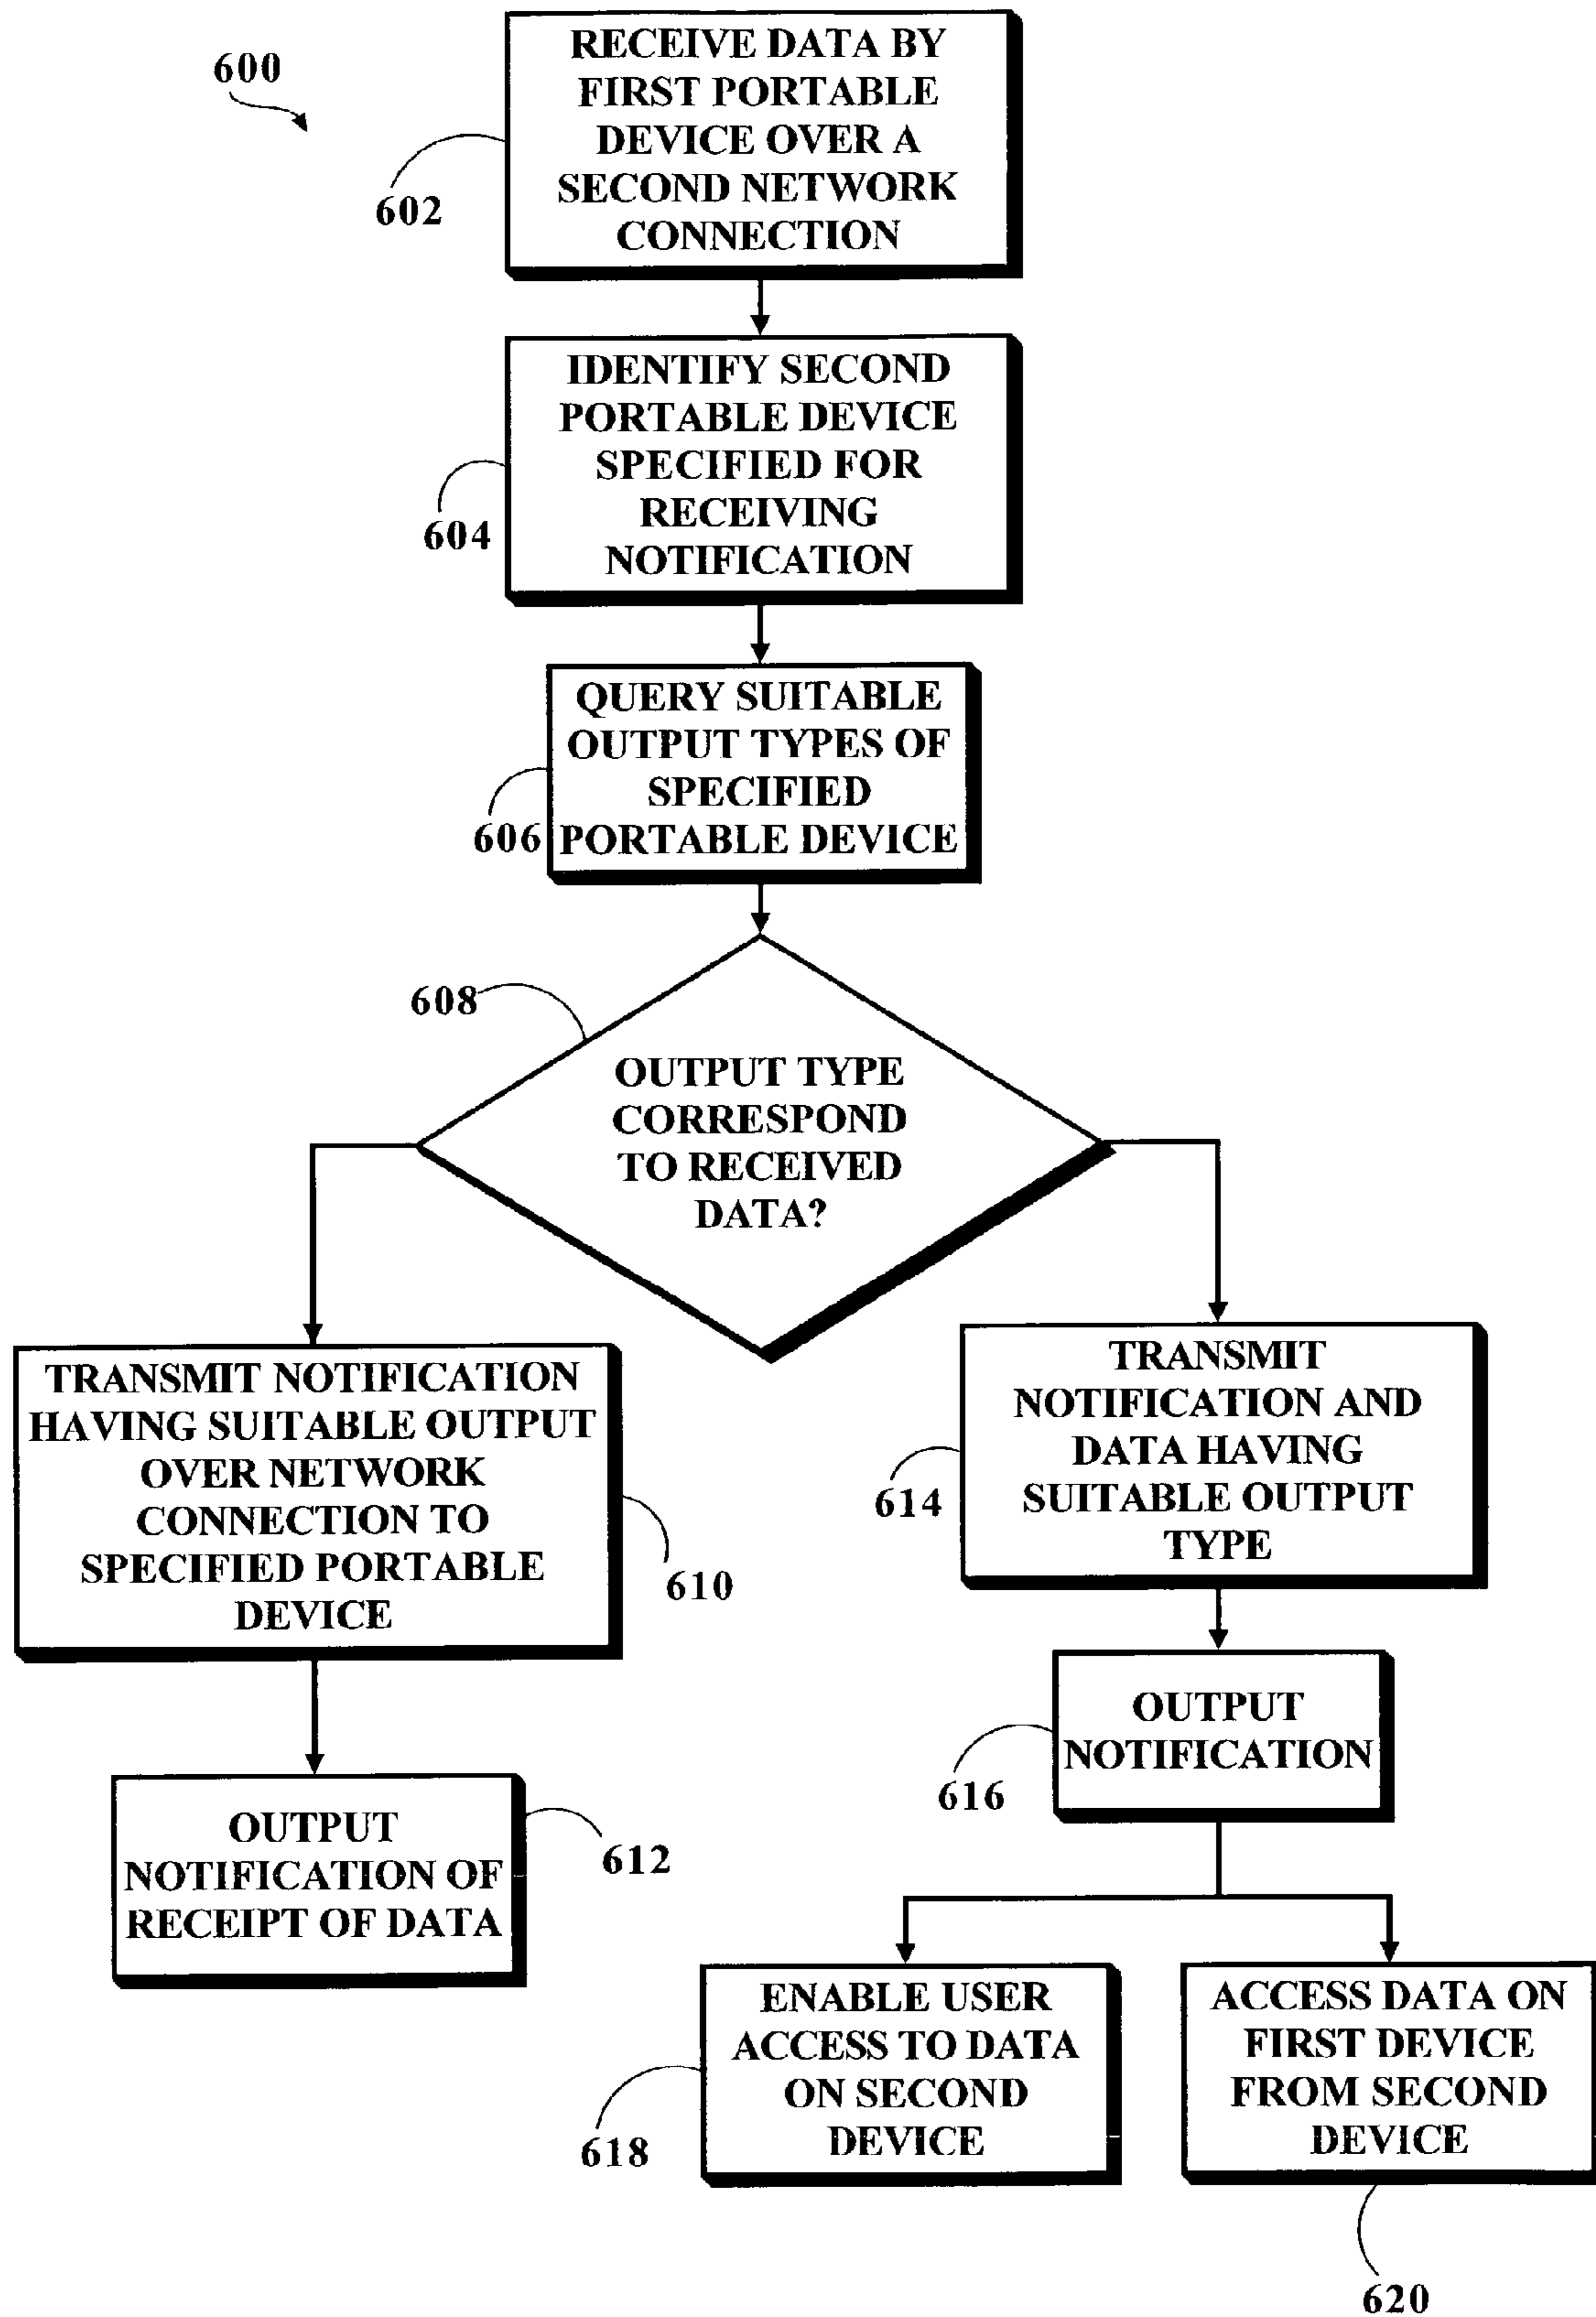 600
RECEIVE DATA BY
FIRST PORTABLE
DEVICE OVER A
SECOND NETWORK
CONNECTION
602
IDENTIFY SECOND
PORTABLE DEVICE
SPECIFIED FOR
RECEIVING
NOTIFICATION
604
QUERY SUITABLE
OUTPUT TYPES OF
SPECIFIED
PORTABLE DEVICE
606
608
OUTPUT TYPE
CORRESPOND
TO RECEIVED
DATA?
TRANSMIT NOTIFICATION
HAVING SUITABLE OUTPUT
OVER NETWORK
CONNECTION TO
SPECIFIED PORTABLE
DEVICE
610
OUTPUT
NOTIFICATION OF
RECEIPT OF DATA
612
TRANSMIT
NOTIFICATION AND
DATA HAVING
SUITABLE OUTPUT
TYPE
614
OUTPUT
NOTIFICATION
616
ENABLE USER
ACCESS TO DATA
ON SECOND
DEVICE
618
ACCESS DATA ON
FIRST DEVICE
FROM SECOND
DEVICE
620